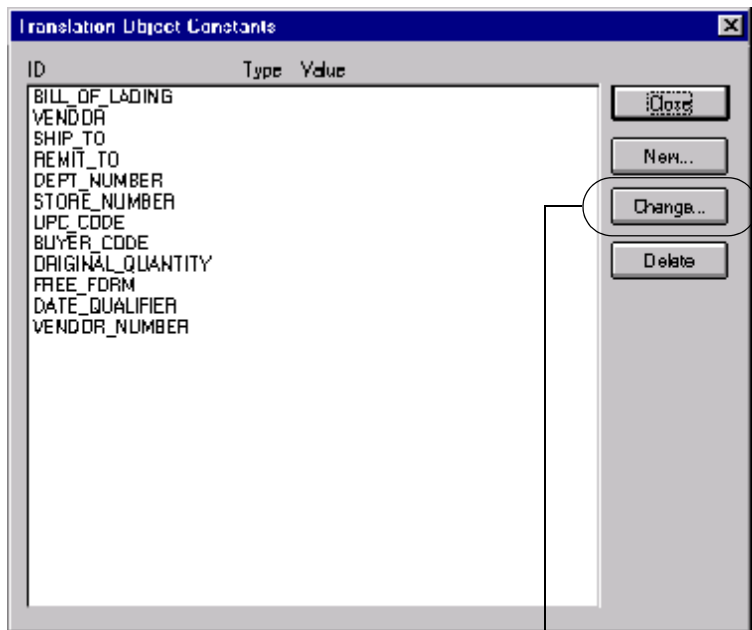 Translation Object Constants
ID Type Value
BILL_OF_LADING
VENDOR
SHIP_TO
REMIT_TO
DEPT_NUMBER
STORE_NUMBER
UPC_CODE
BUYER_CODE
ORIGINAL_QUANTITY
FREE_FORM
DATE_QUALIFIER
VENDOR_NUMBER
Close
New...
Change...
Delete